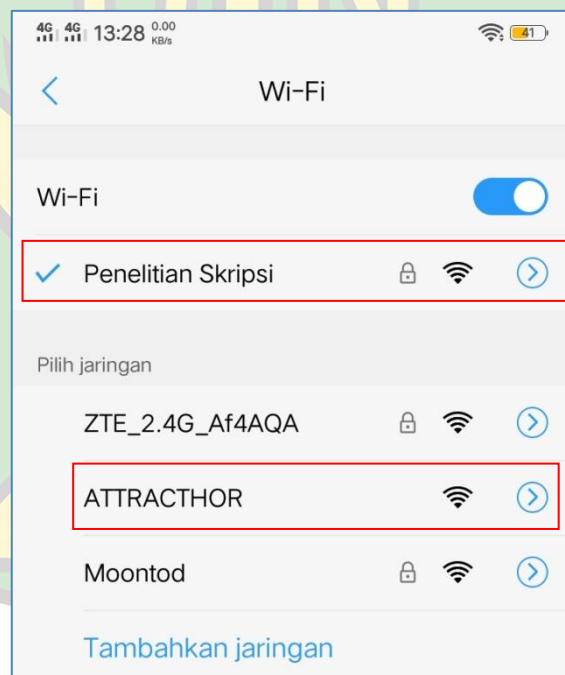 4G 4G 13:28 0.00 KB/s 41
Wi-Fi
Wi-Fi
Penelitian Skripsi
Pilih jaringan
ZTE_2.4G_Af4AQA
ATTRACTHOR
Moontod
Tambahkan jaringan